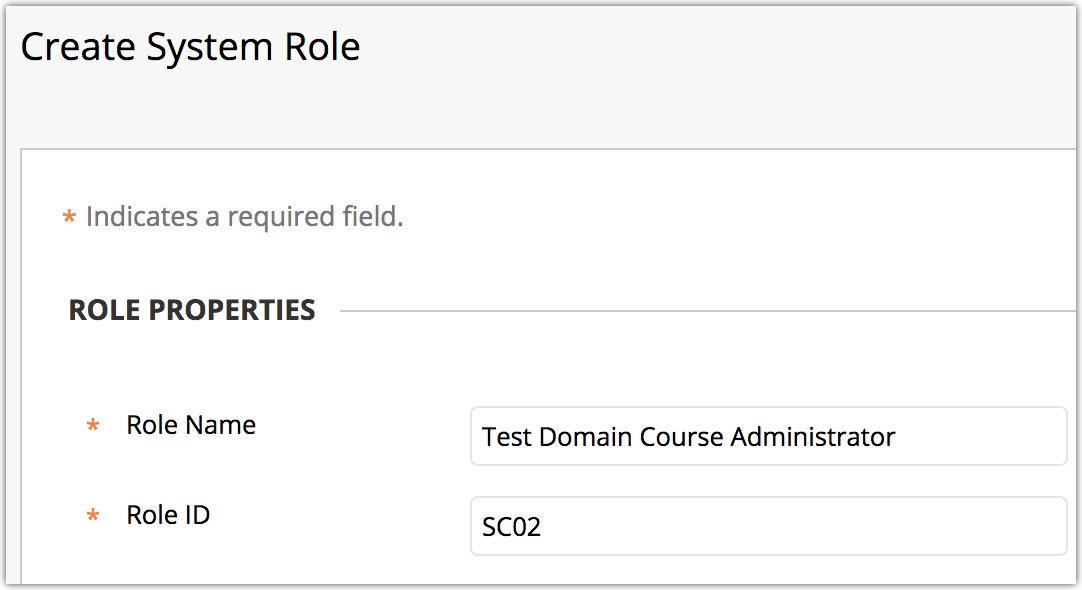 Create System Role
* Indicates a required field.
ROLE PROPERTIES
* Role Name
Test Domain Course Administrator
* Role ID
SC02